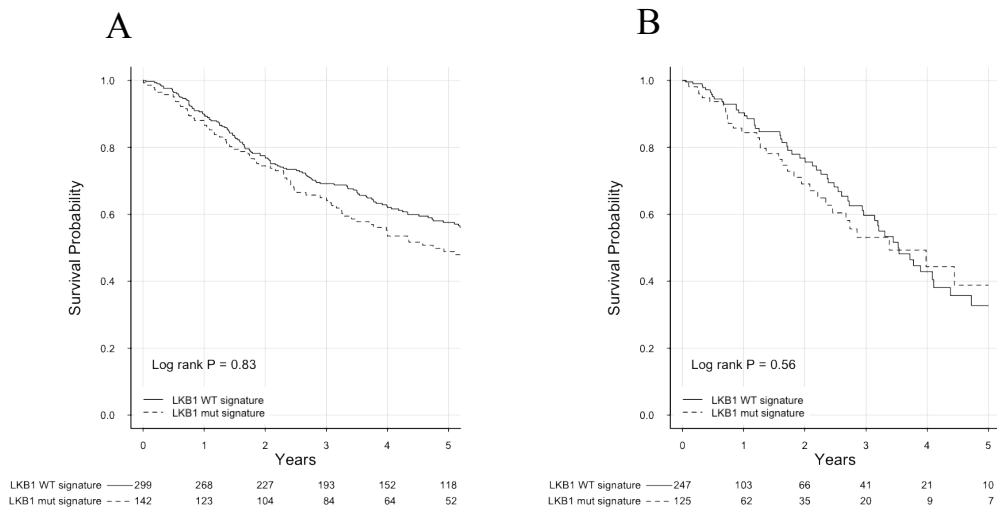 A
B
Survival Probability
1.0
0.8
0.6
0.4
0.2
0.0
Log rank P = 0.83
LKB1 WT signature
LKB1 mut signature
0 1 2 3 4 5
Years
LKB1 WT signature 299 268 227 193 152 118
LKB1 mut signature 142 123 104 84 64 52
Survival Probability
1.0
0.8
0.6
0.4
0.2
0.0
Log rank P = 0.56
LKB1 WT signature
LKB1 mut signature
0 1 2 3 4 5
Years
LKB1 WT signature 247 103 66 41 21 10
LKB1 mut signature 125 62 35 20 9 7